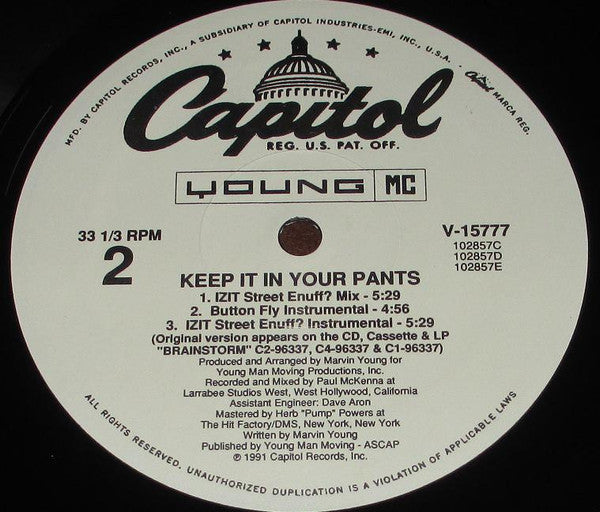 MFD. BY CAPITOL RECORDS, INC., A SUBSIDIARY OF CAPITOL INDUSTRIES-EMI, INC., U.S.A. - Capitol MARCA REG.
Capitol
REG. U.S. PAT. OFF.
YOUNG MC
33 1/3 RPM
2
V-15777
102857C
102857D
102857E
KEEP IT IN YOUR PANTS
1. IZIT Street Enuff? Mix - 5:29
2. Button Fly Instrumental - 4:56
3. IZIT Street Enuff? Instrumental - 5:29
(Original version appears on the CD, Cassette & LP
"BRAINSTORM" C2-96337, C4-96337 & C1-96337)
Produced and Arranged by Marvin Young for
Young Man Moving Productions, Inc.
Recorded and Mixed by Paul McKenna at
Larrabee Studios West, West Hollywood, California
Assistant Engineer: Dave Aron
Mastered by Herb "Pump" Powers at
The Hit Factory/DMS, New York, New York
Written by Marvin Young
Published by Young Man Moving - ASCAP
℗ 1991 Capitol Records, Inc.
ALL RIGHTS RESERVED. UNAUTHORIZED DUPLICATION IS A VIOLATION OF APPLICABLE LAWS